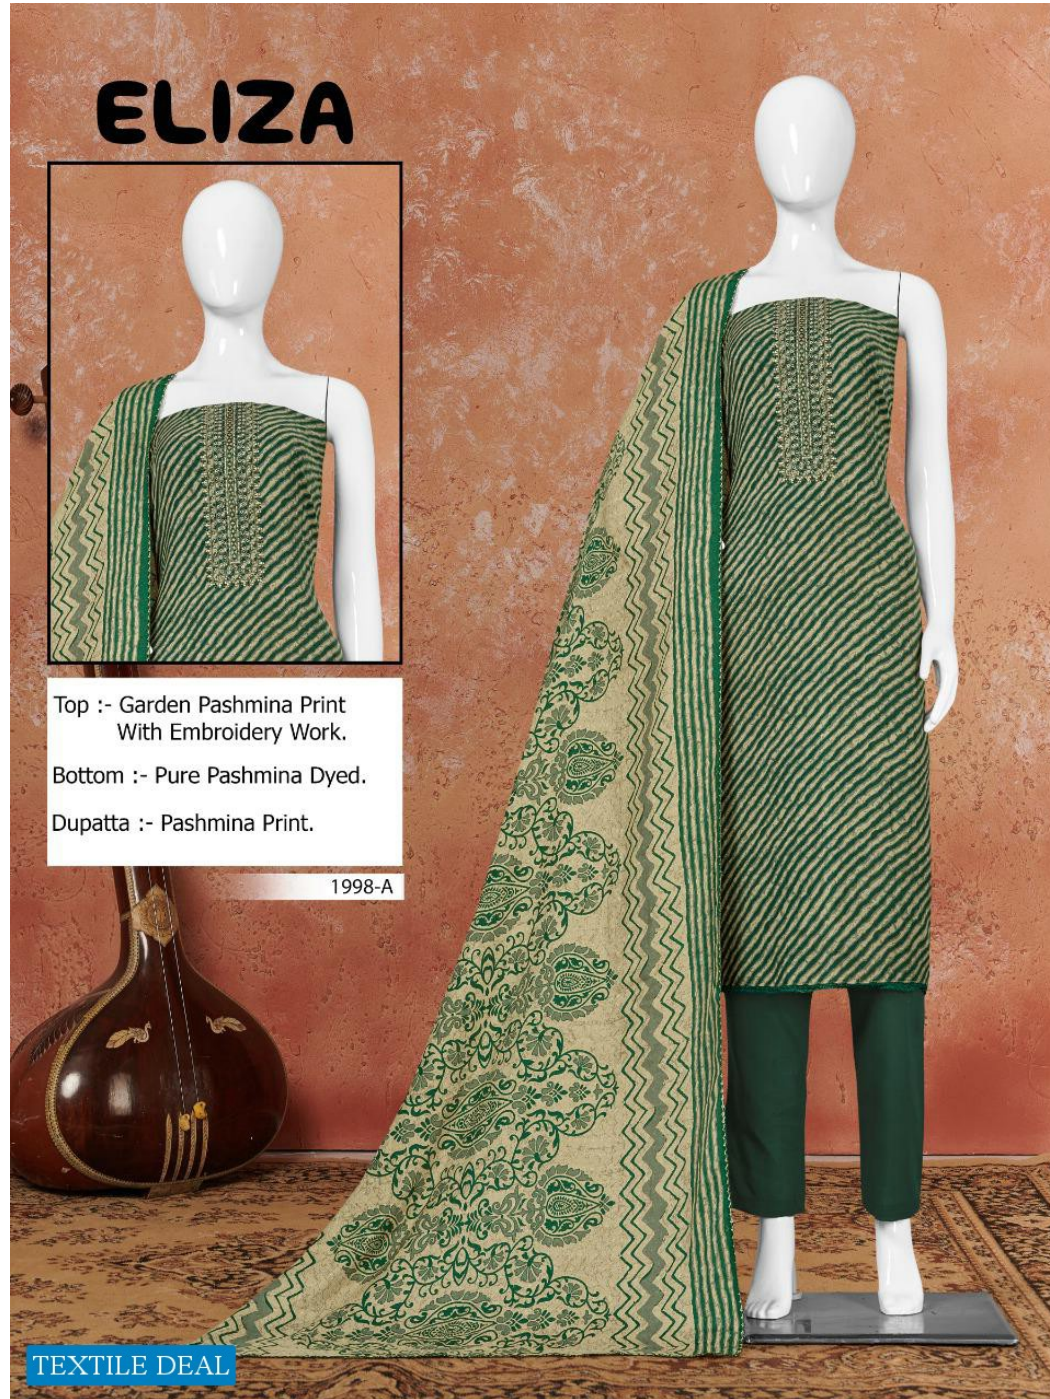 ELIZA
Top :- Garden Pashmina Print
With Embroidery Work.
Bottom :- Pure Pashmina Dyed.
Dupatta :- Pashmina Print.
1998-A
TEXTILE DEAL